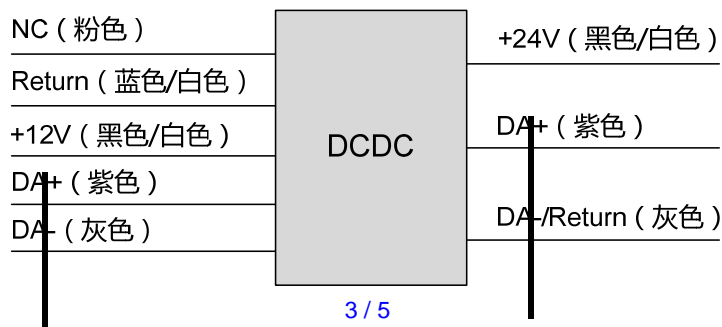 NC（粉色）
Return（蓝色/白色）
+12V（黑色/白色）
DA+（紫色）
DA-（灰色）
DCDC
+24V（黑色/白色）
DA+（紫色）
DA-/Return（灰色）
3 / 5